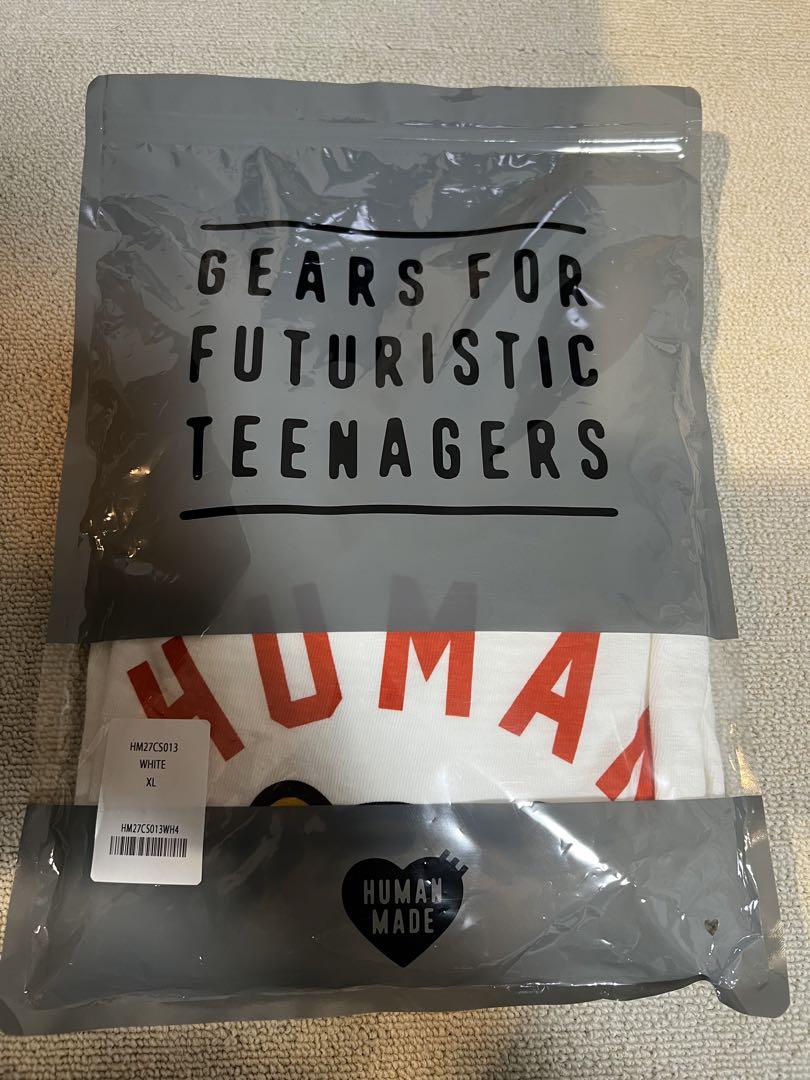 GEARS FOR
FUTURISTIC
TEENAGERS
HUMAN
HM27CS013
WHITE
XL
HM27CS013WH4
HUMAN
MADE